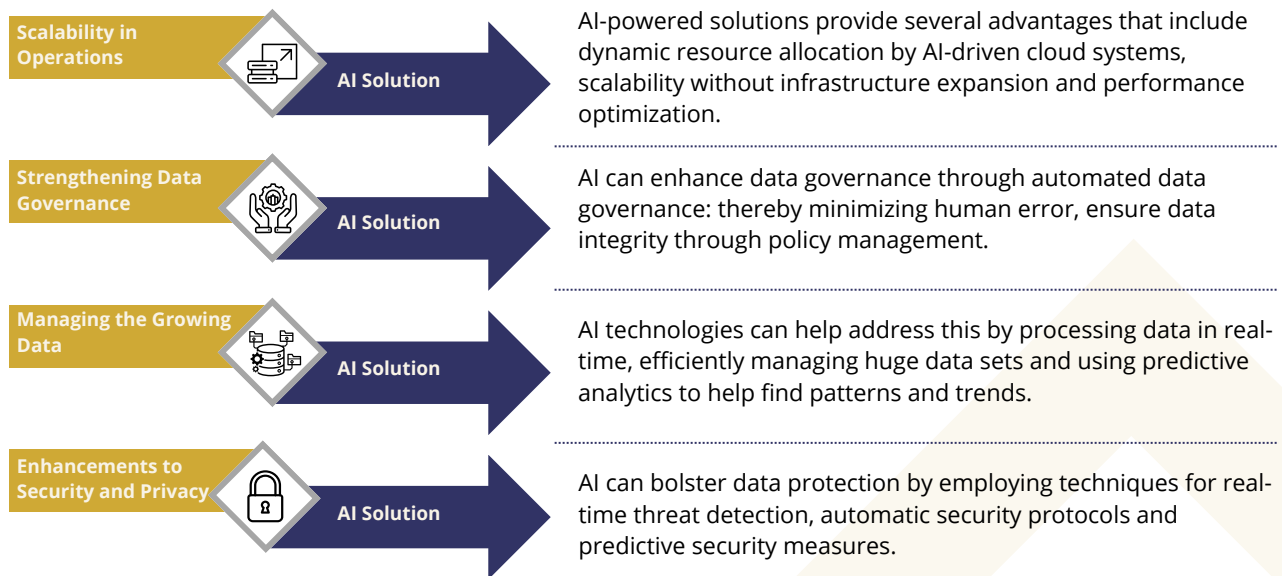 Scalability in
Operations
AI Solution
AI-powered solutions provide several advantages that include
dynamic resource allocation by AI-driven cloud systems,
scalability without infrastructure expansion and performance
optimization.
Strengthening Data
Governance
AI Solution
AI can enhance data governance through automated data
governance: thereby minimizing human error, ensure data
integrity through policy management.
Managing the Growing
Data
AI Solution
AI technologies can help address this by processing data in real-
time, efficiently managing huge data sets and using predictive
analytics to help find patterns and trends.
Enhancements to
Security and Privacy
AI Solution
AI can bolster data protection by employing techniques for real-
time threat detection, automatic security protocols and
predictive security measures.